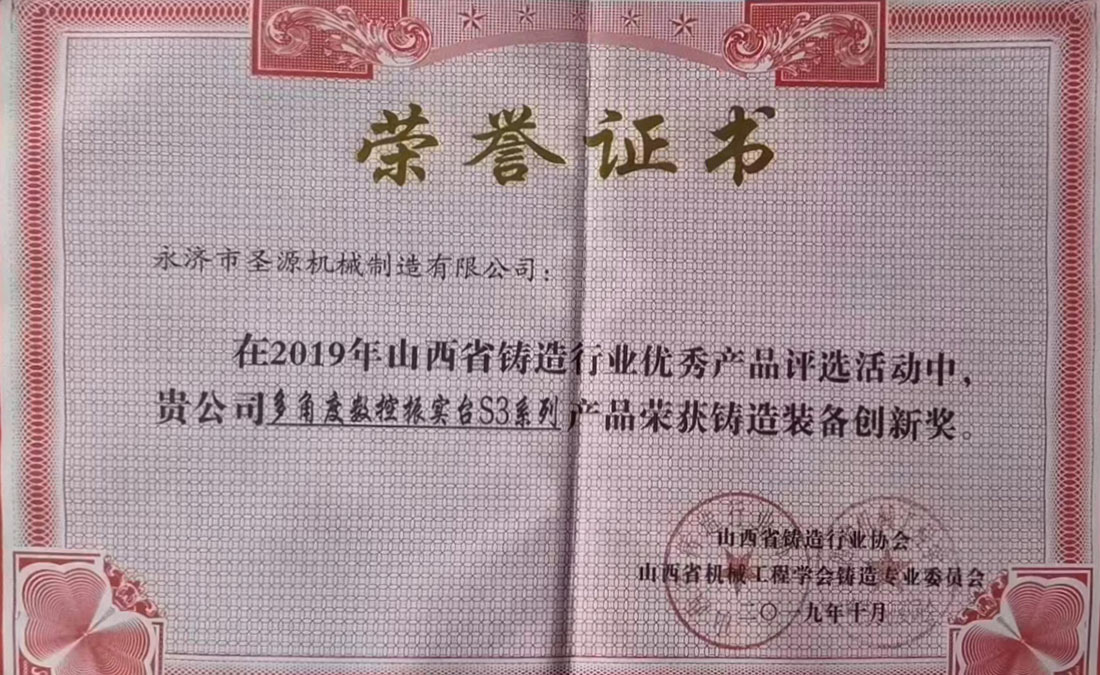 荣誉证书
永济市圣源机械制造有限公司：
在2019年山西省铸造行业优秀产品评选活动中，
贵公司多角度数控振实台S3系列产品荣获铸造装备创新奖。
山西省铸造行业协会
山西省机械工程学会铸造专业委员会
二〇一九年十月